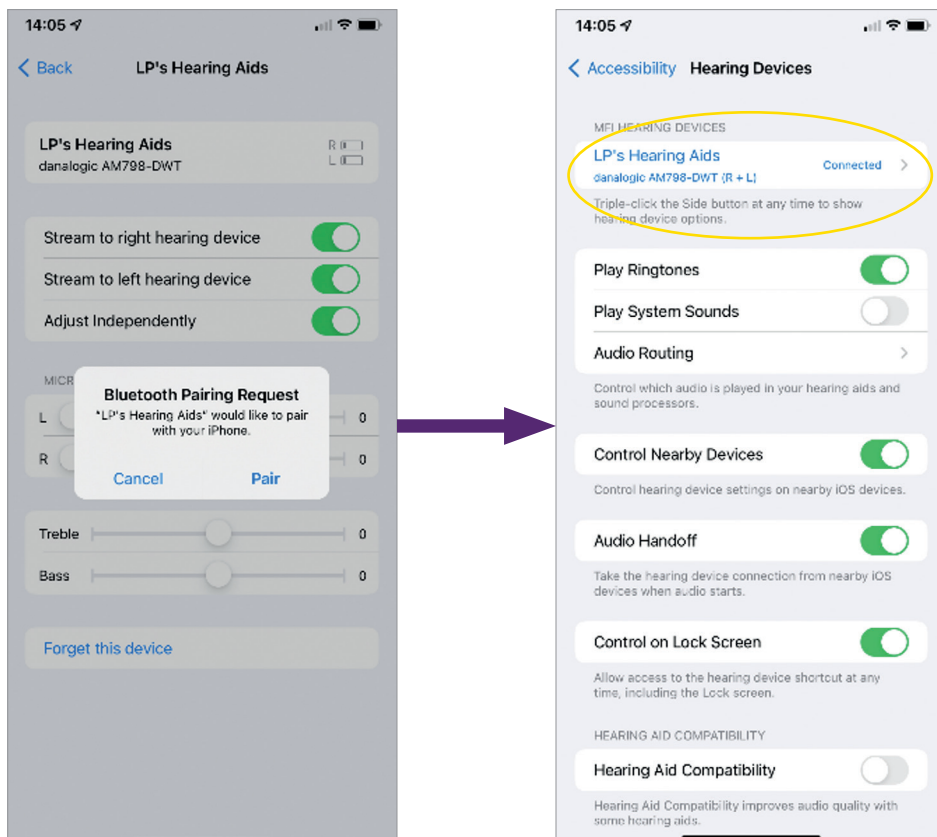 14:05
Back LP's Hearing Aids
LP's Hearing Aids R
danalogic AM798-DWT L
Stream to right hearing device
Stream to left hearing device
Adjust Independently
MICR
Bluetooth Pairing Request
"LP's Hearing Aids" would like to pair
with your iPhone.
Cancel Pair
L 0
R 0
Treble 0
Bass 0
Forget this device
14:05
Accessibility Hearing Devices
MFI HEARING DEVICES
LP's Hearing Aids
danalogic AM798-DWT (R + L)
Connected
Triple-click the Side button at any time to show
hearing device options.
Play Ringtones
Play System Sounds
Audio Routing
Control which audio is played in your hearing aids and
sound processors.
Control Nearby Devices
Control hearing device settings on nearby iOS devices.
Audio Handoff
Take the hearing device connection from nearby iOS
devices when audio starts.
Control on Lock Screen
Allow access to the hearing device shortcut at any
time, including the Lock screen.
HEARING AID COMPATIBILITY
Hearing Aid Compatibility
Hearing Aid Compatibility improves audio quality with
some hearing aids.